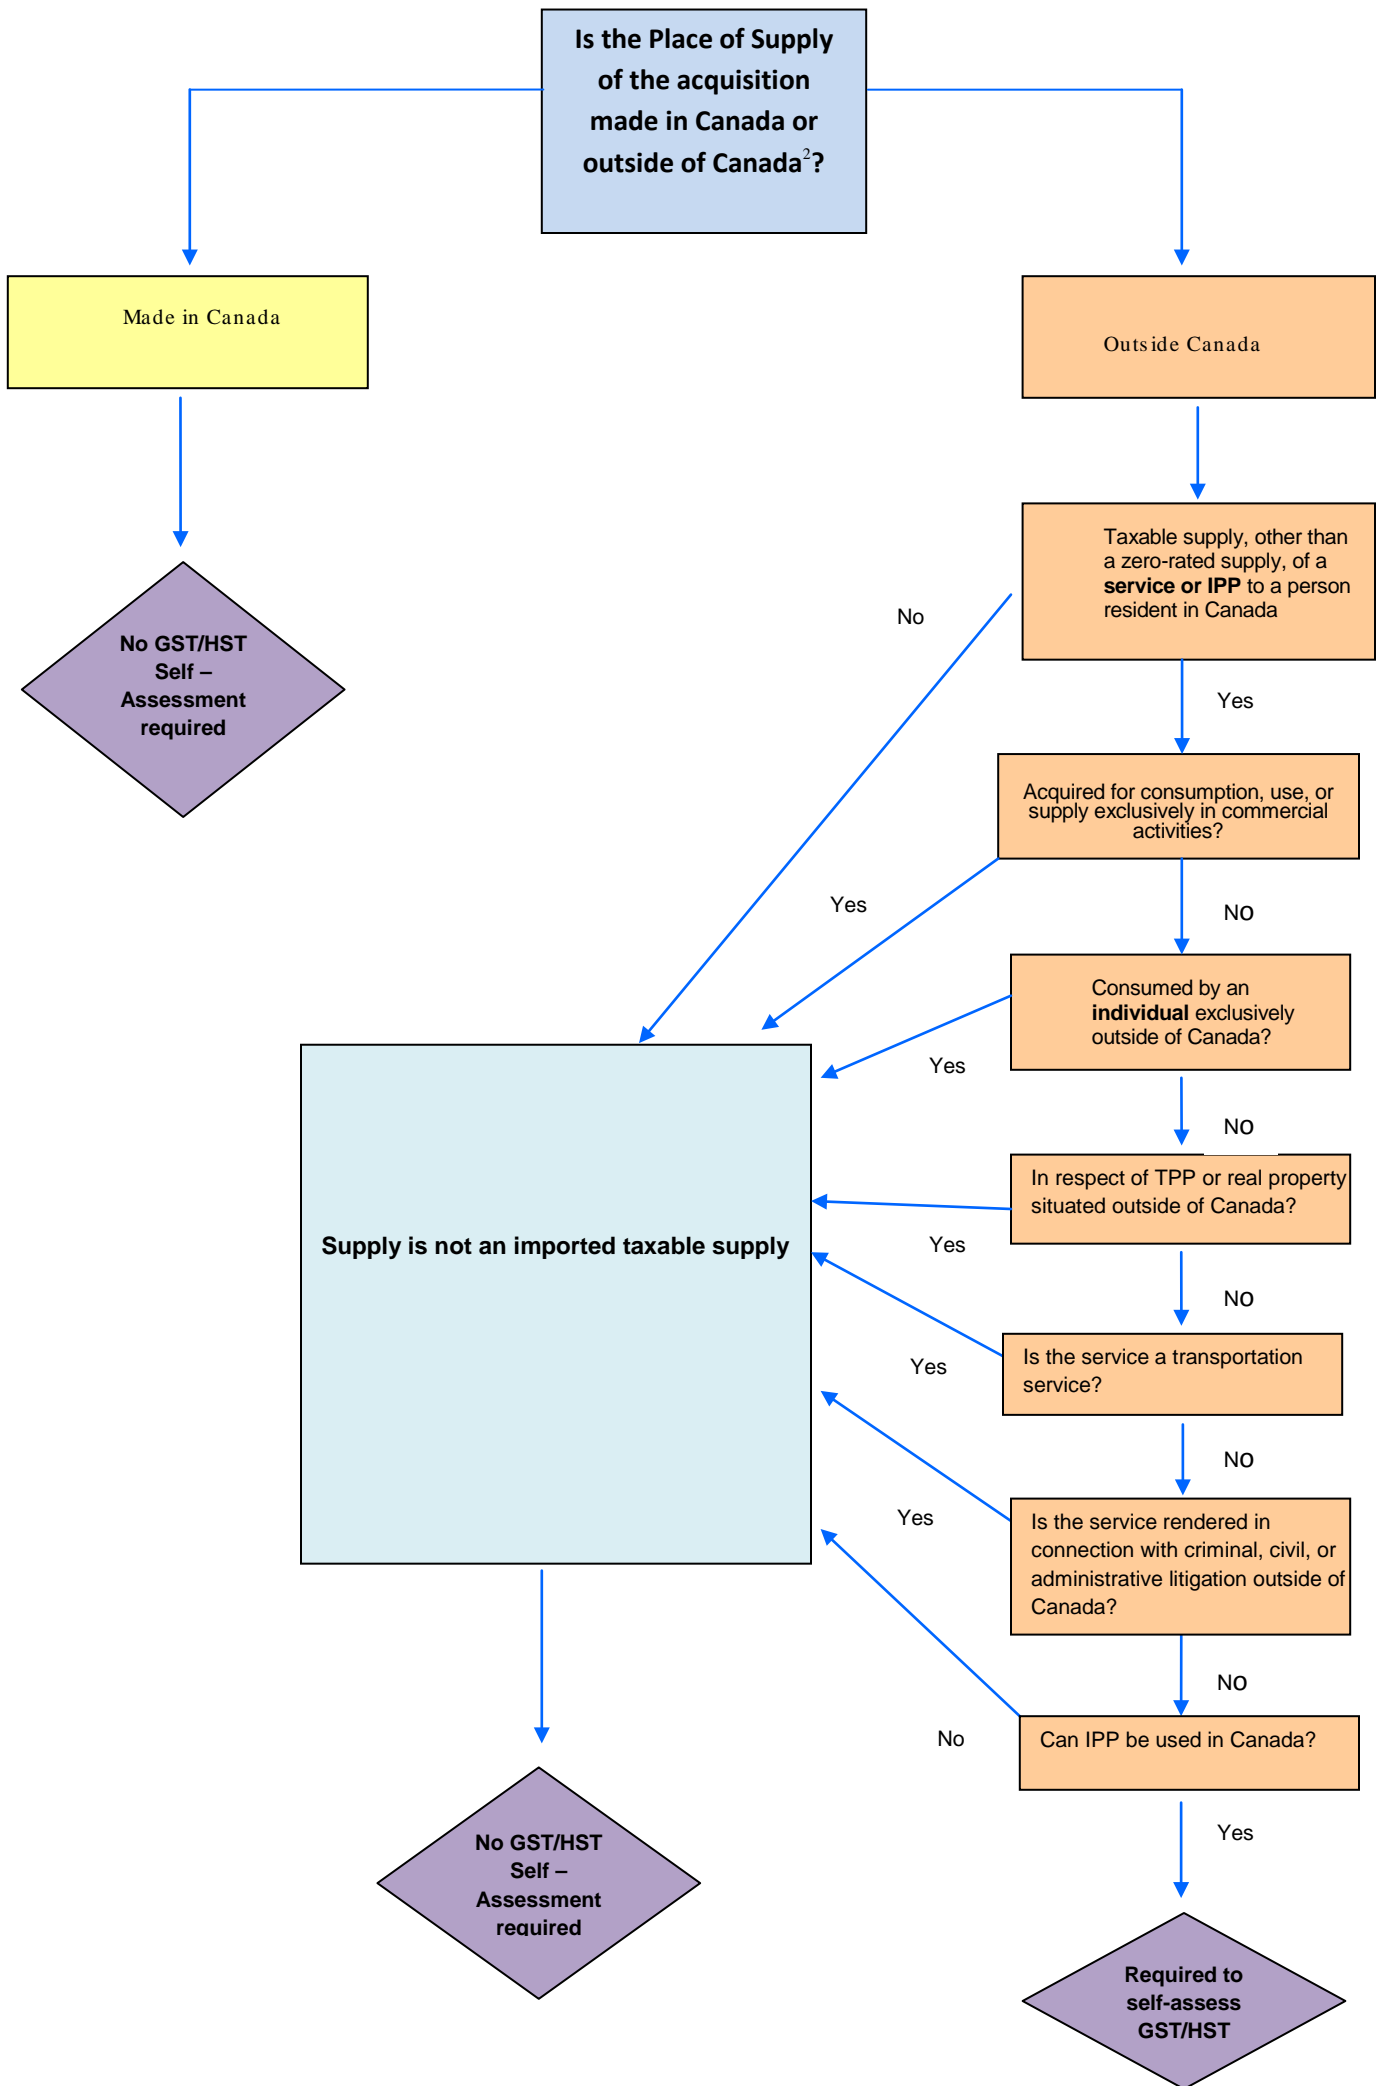 Is the Place of Supply
of the acquisition
made in Canada or
outside of Canada²?
Made in Canada
Outside Canada
No GST/HST
Self –
Assessment
required
Taxable supply, other than
a zero-rated supply, of a
service or IPP to a person
resident in Canada
No
Yes
Acquired for consumption, use, or
supply exclusively in commercial
activities?
Yes
No
Consumed by an
individual exclusively
outside of Canada?
Yes
No
In respect of TPP or real property
situated outside of Canada?
Supply is not an imported taxable supply
Yes
No
Is the service a transportation
service?
Yes
No
Is the service rendered in
connection with criminal, civil, or
administrative litigation outside of
Canada?
Yes
No
Can IPP be used in Canada?
No
Yes
No GST/HST
Self –
Assessment
required
Required to
self-assess
GST/HST